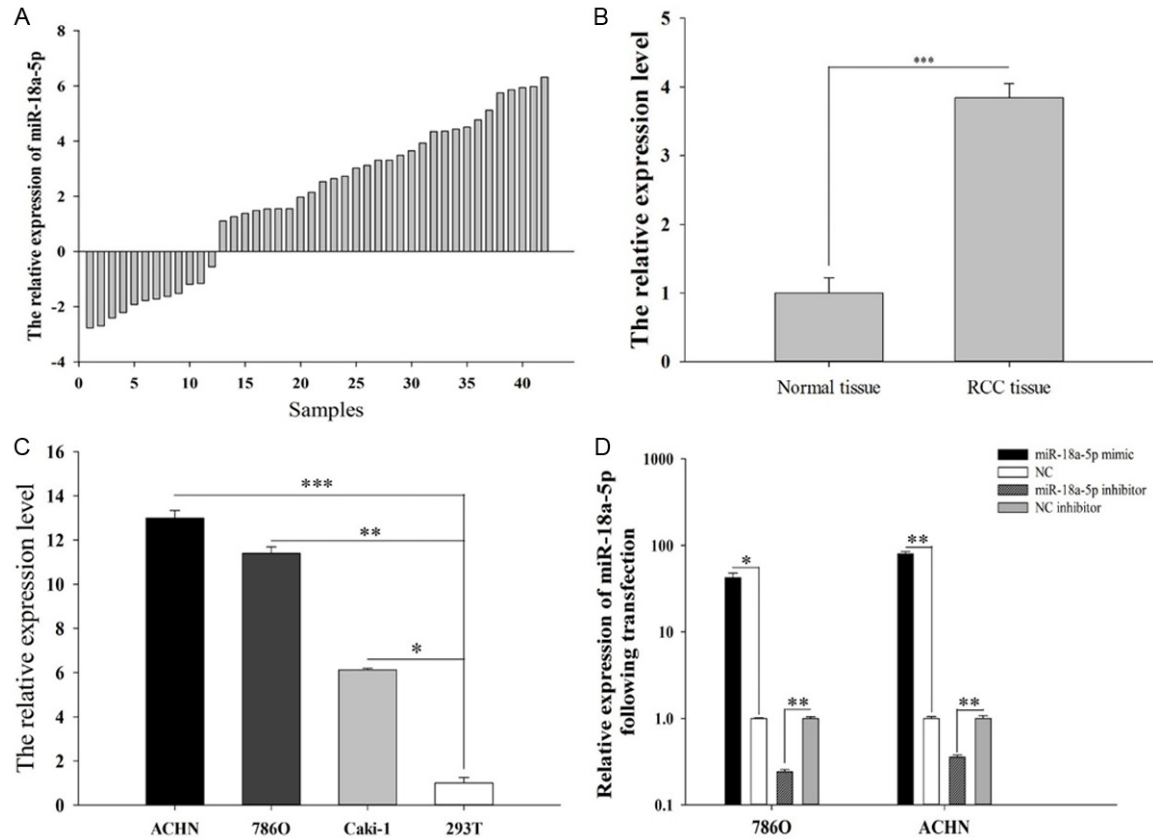 A
The relative expression of miR-18a-5p
8
6
4
2
0
-2
-4
0 5 10 15 20 25 30 35 40
Samples
B
The relative expression level
5
4
3
2
1
0
***
Normal tissue RCC tissue
C
The relative expression level
16
14
12
10
8
6
4
2
0
***
**
*
ACHN 786O Caki-1 293T
D
Relative expression of miR-18a-5p
following transfection
1000
100
10
1.0
0.1
miR-18a-5p mimic
NC
miR-18a-5p inhibitor
NC inhibitor
* **
** **
786O ACHN